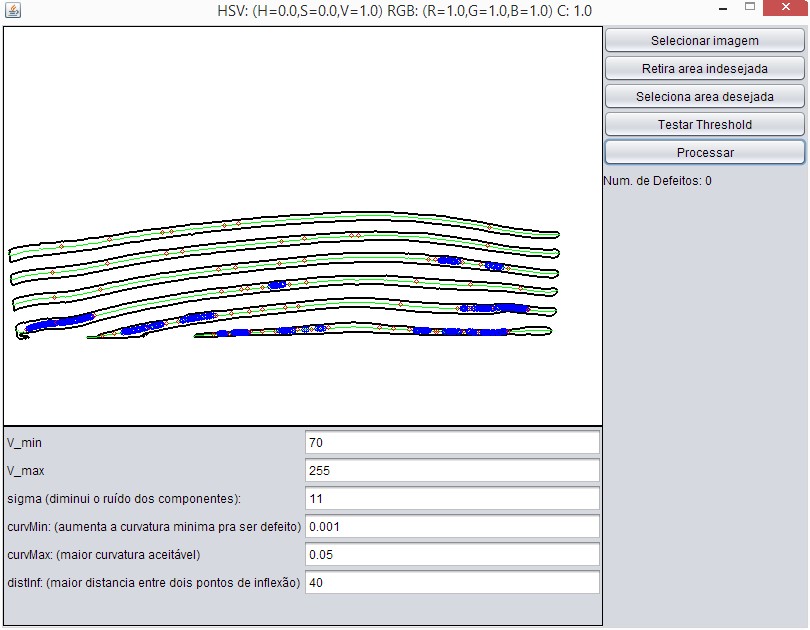 HSV: (H=0.0,S=0.0,V=1.0) RGB: (R=1.0,G=1.0,B=1.0) C: 1.0
Selecionar imagem
Retira area indesejada
Seleciona area desejada
Testar Threshold
Processar
Num. de Defeitos: 0
V_min 70
V_max 255
sigma (diminui o ruído dos componentes): 11
curvMin: (aumenta a curvatura minima pra ser defeito) 0.001
curvMax: (maior curvatura aceitável) 0.05
distInf: (maior distancia entre dois pontos de inflexão) 40